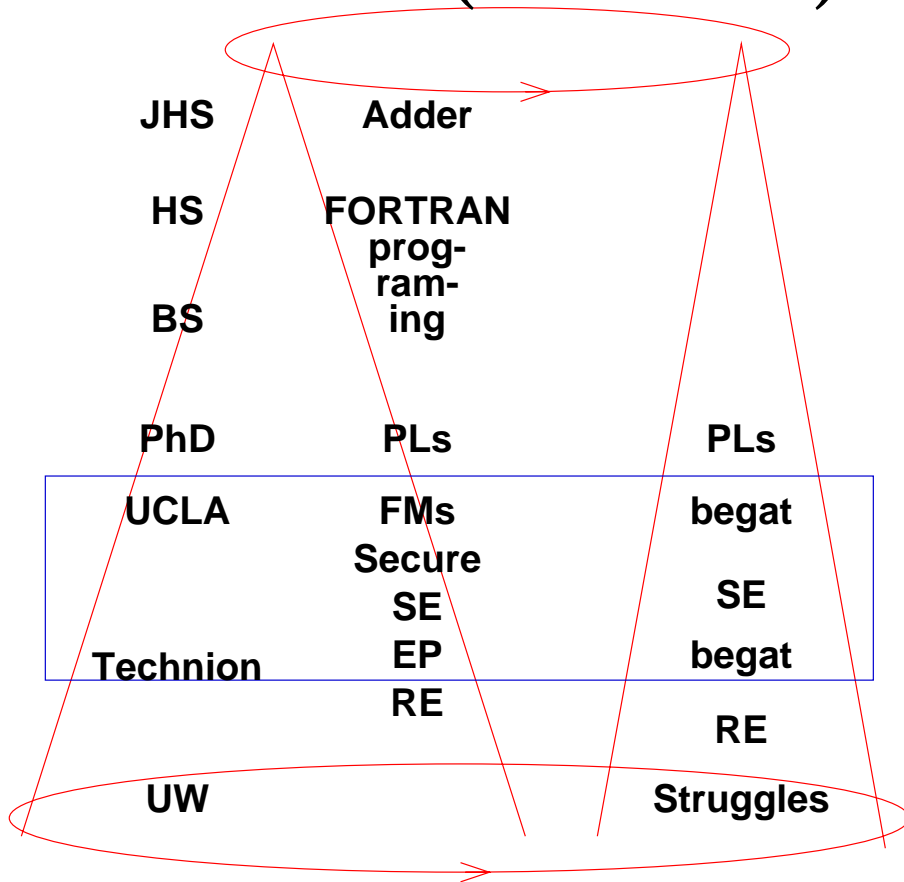 JHS Adder
HS FORTRAN
prog-
ram-
BS ing
PhD PLs PLs
UCLA FMs begat
Secure
SE SE
EP begat
Technion
RE
RE
UW Struggles